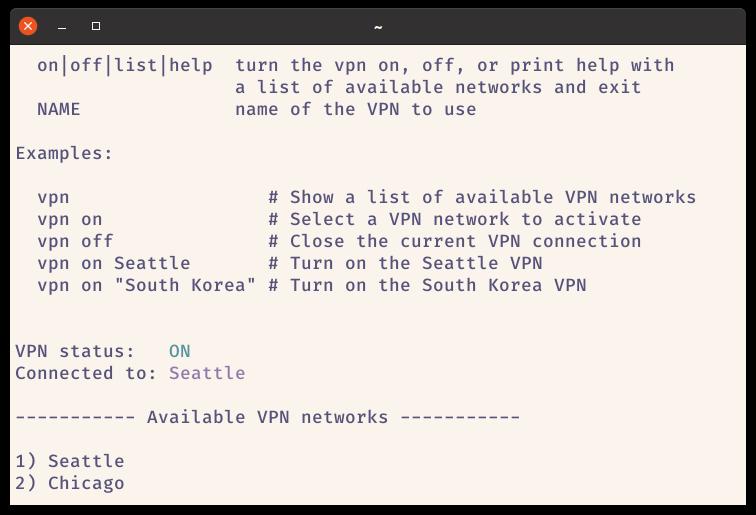 ~
on|off|list|help  turn the vpn on, off, or print help with
                  a list of available networks and exit
NAME              name of the VPN to use
Examples:
  vpn                  # Show a list of available VPN networks
  vpn on               # Select a VPN network to activate
  vpn off              # Close the current VPN connection
  vpn on Seattle       # Turn on the Seattle VPN
  vpn on "South Korea" # Turn on the South Korea VPN
VPN status:   ON
Connected to: Seattle
----------- Available VPN networks -----------
1) Seattle
2) Chicago